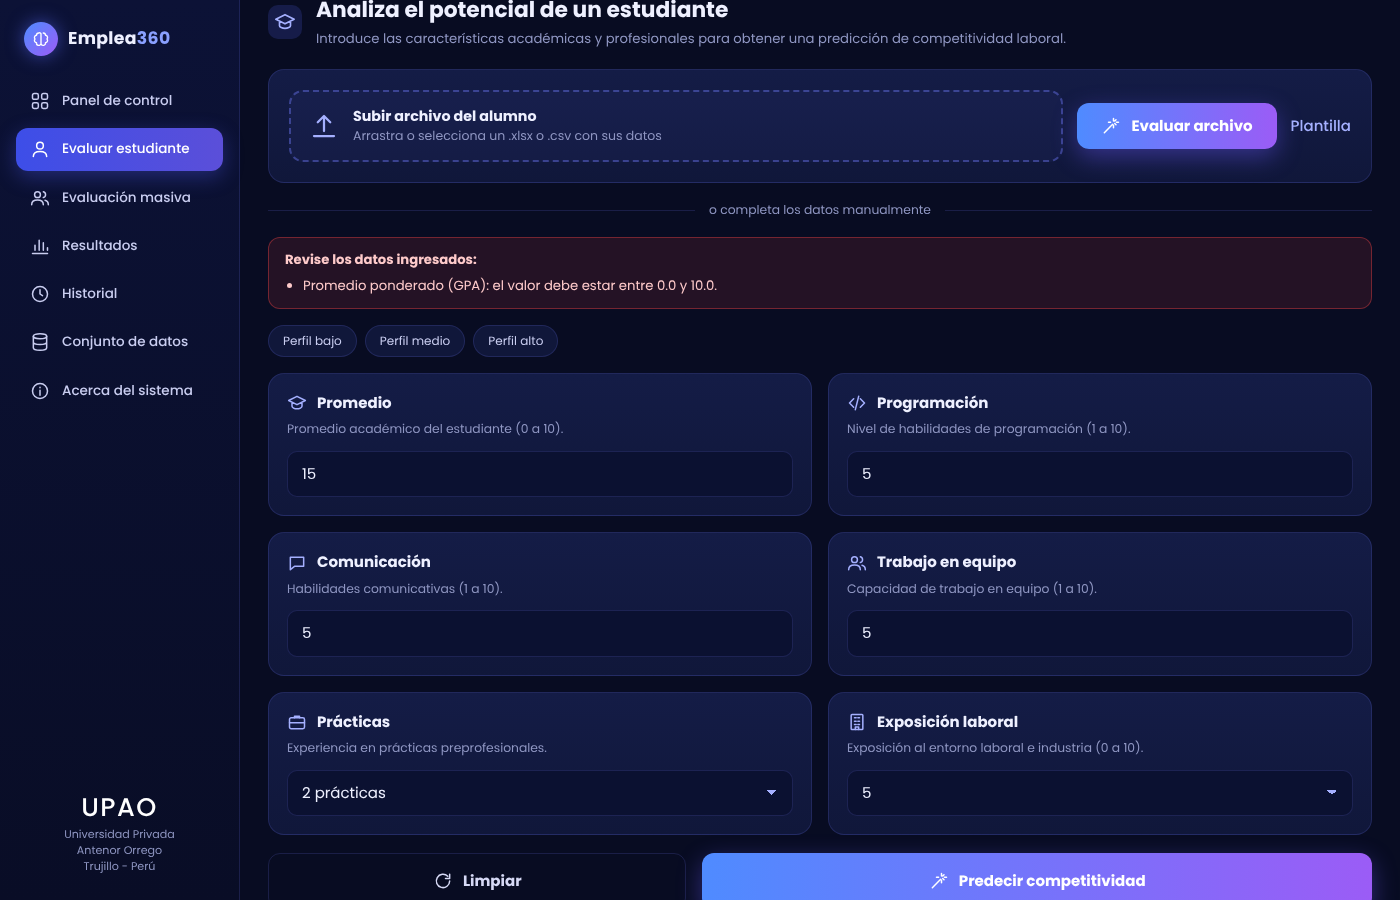 Emplea360
Panel de control
Evaluar estudiante
Evaluación masiva
Resultados
Historial
Conjunto de datos
Acerca del sistema
UPAO
Universidad Privada
Antenor Orrego
Trujillo - Perú
Analiza el potencial de un estudiante
Introduce las características académicas y profesionales para obtener una predicción de competitividad laboral.
Subir archivo del alumno
Arrastra o selecciona un .xlsx o .csv con sus datos
Evaluar archivo
Plantilla
o completa los datos manualmente
Revise los datos ingresados:
• Promedio ponderado (GPA): el valor debe estar entre 0.0 y 10.0.
Perfil bajo
Perfil medio
Perfil alto
Promedio
Promedio académico del estudiante (0 a 10).
15
Programación
Nivel de habilidades de programación (1 a 10).
5
Comunicación
Habilidades comunicativas (1 a 10).
5
Trabajo en equipo
Capacidad de trabajo en equipo (1 a 10).
5
Prácticas
Experiencia en prácticas preprofesionales.
2 prácticas
Exposición laboral
Exposición al entorno laboral e industria (0 a 10).
5
Limpiar
Predecir competitividad